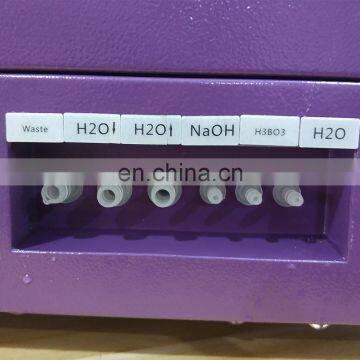 Waste H2O H2O NaOH H3BO3 H2O
en.china.cn